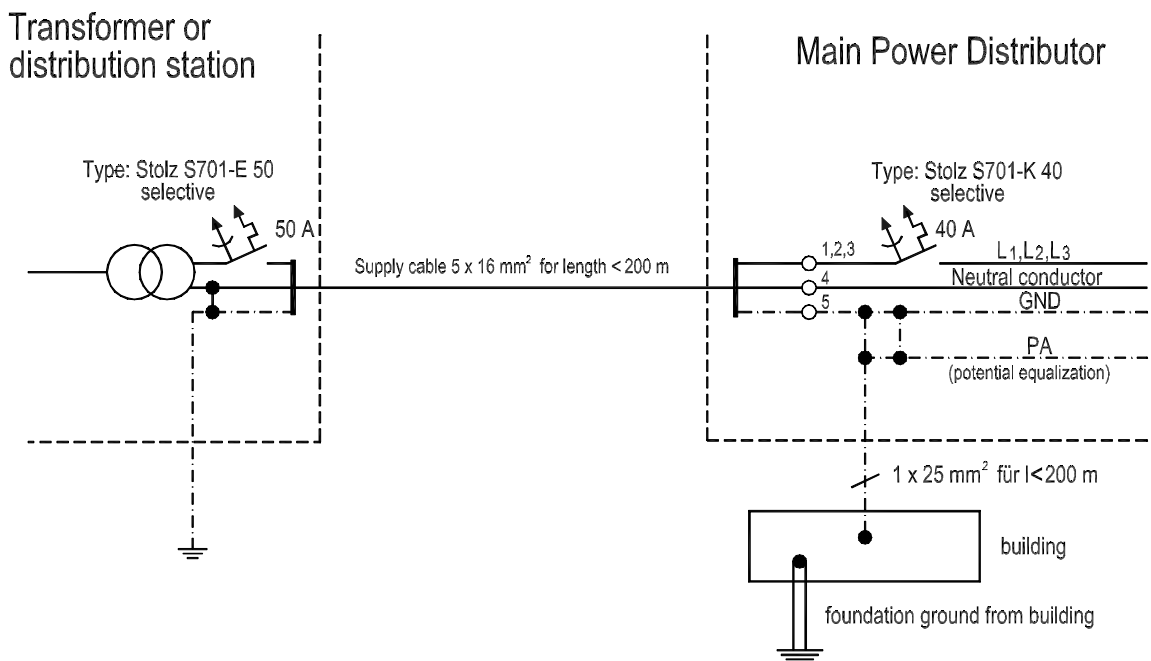 Transformer or
distribution station
Main Power Distributor
Type: Stolz S701-E 50
selective
50 A
Type: Stolz S701-K 40
selective
40 A
Supply cable 5 x 16 mm² for length < 200 m
1,2,3
L1,L2,L3
4
Neutral conductor
5
GND
PA
(potential equalization)
1 x 25 mm² für l<200 m
building
foundation ground from building